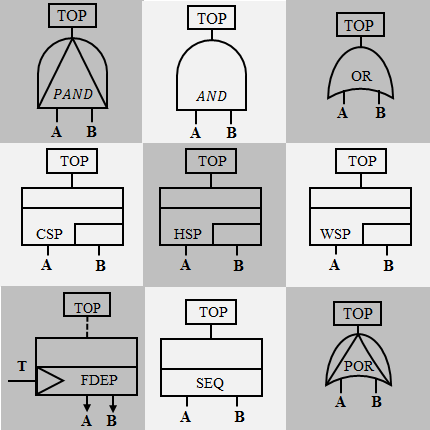 TOP
PAND
A B
TOP
AND
A B
TOP
OR
A B
TOP
CSP
A B
TOP
HSP
A B
TOP
WSP
A B
TOP
T
FDEP
A B
TOP
SEQ
A B
TOP
POR
A B